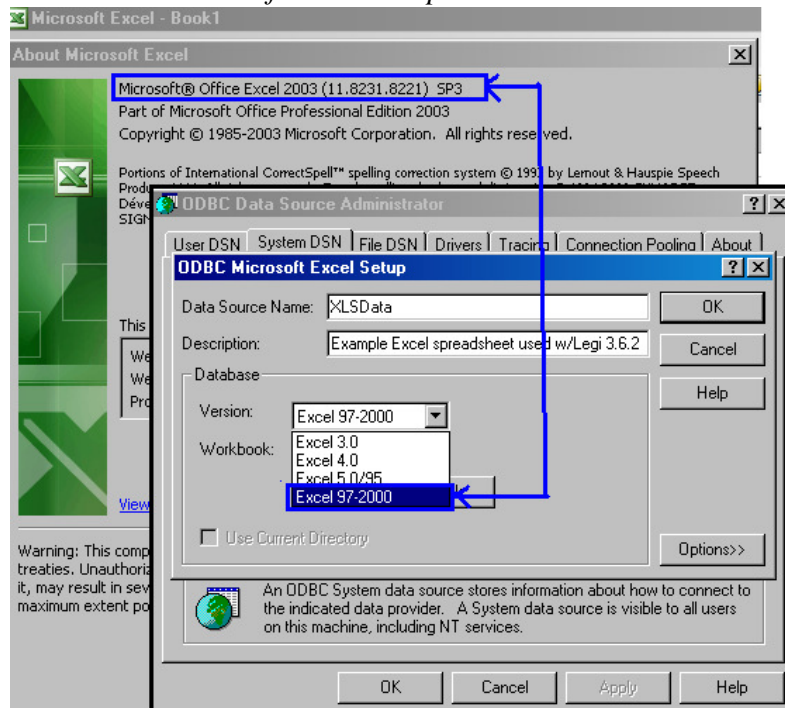 Microsoft Excel - Book1
About Microsoft Excel
Microsoft® Office Excel 2003 (11.8231.8221) SP3
Part of Microsoft Office Professional Edition 2003
Copyright © 1985-2003 Microsoft Corporation. All rights reserved.
Portions of International CorrectSpell™ spelling correction system © 1993 by Lernout & Hauspie Speech
Produ
Déve
SIGN
This
We
We
Pro
View
Warning: This comp
treaties. Unauthoriz
it, may result in sev
maximum extent po
ODBC Data Source Administrator
User DSN System DSN File DSN Drivers Tracing Connection Pooling About
ODBC Microsoft Excel Setup
Data Source Name: XLSData OK
Description: Example Excel spreadsheet used w/Legi 3.6.2 Cancel
Database
Help
Version: Excel 97-2000
Workbook: Excel 3.0
Excel 4.0
Excel 5.0/95
Excel 97-2000
Use Current Directory
Options>>
An ODBC System data source stores information about how to connect to
the indicated data provider. A System data source is visible to all users
on this machine, including NT services.
OK Cancel Apply Help